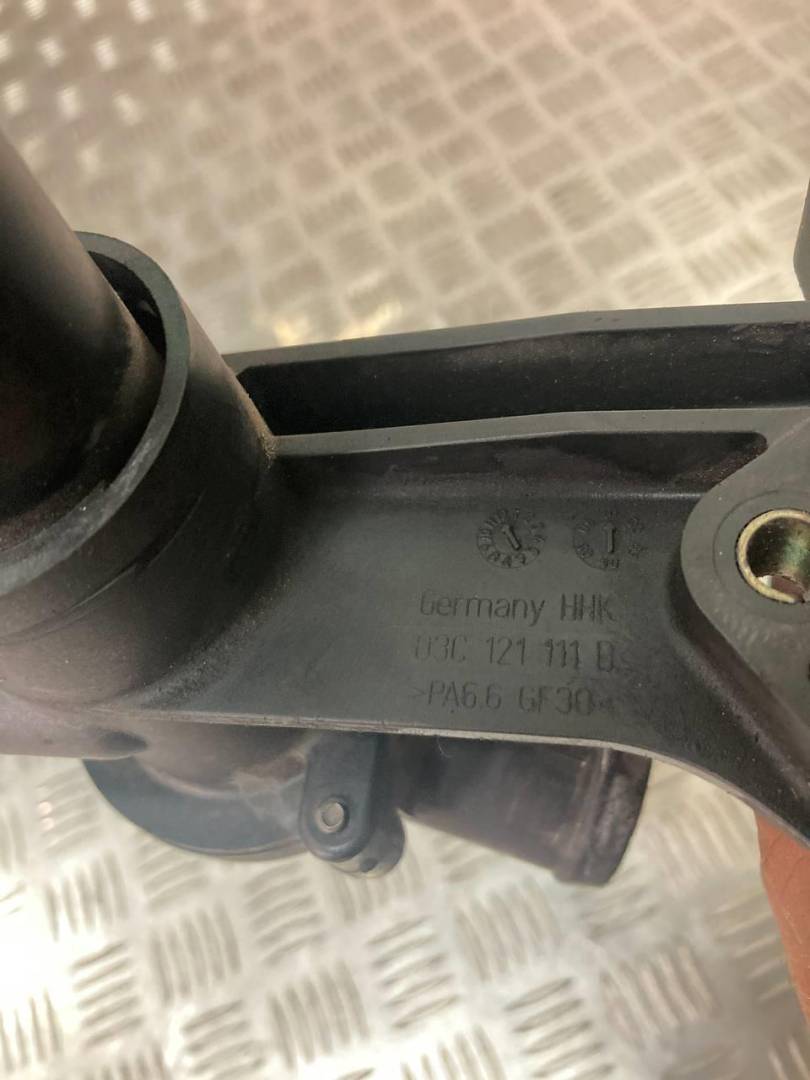 Germany HHK
03C 121 111 B
>PA6.6 GF30<